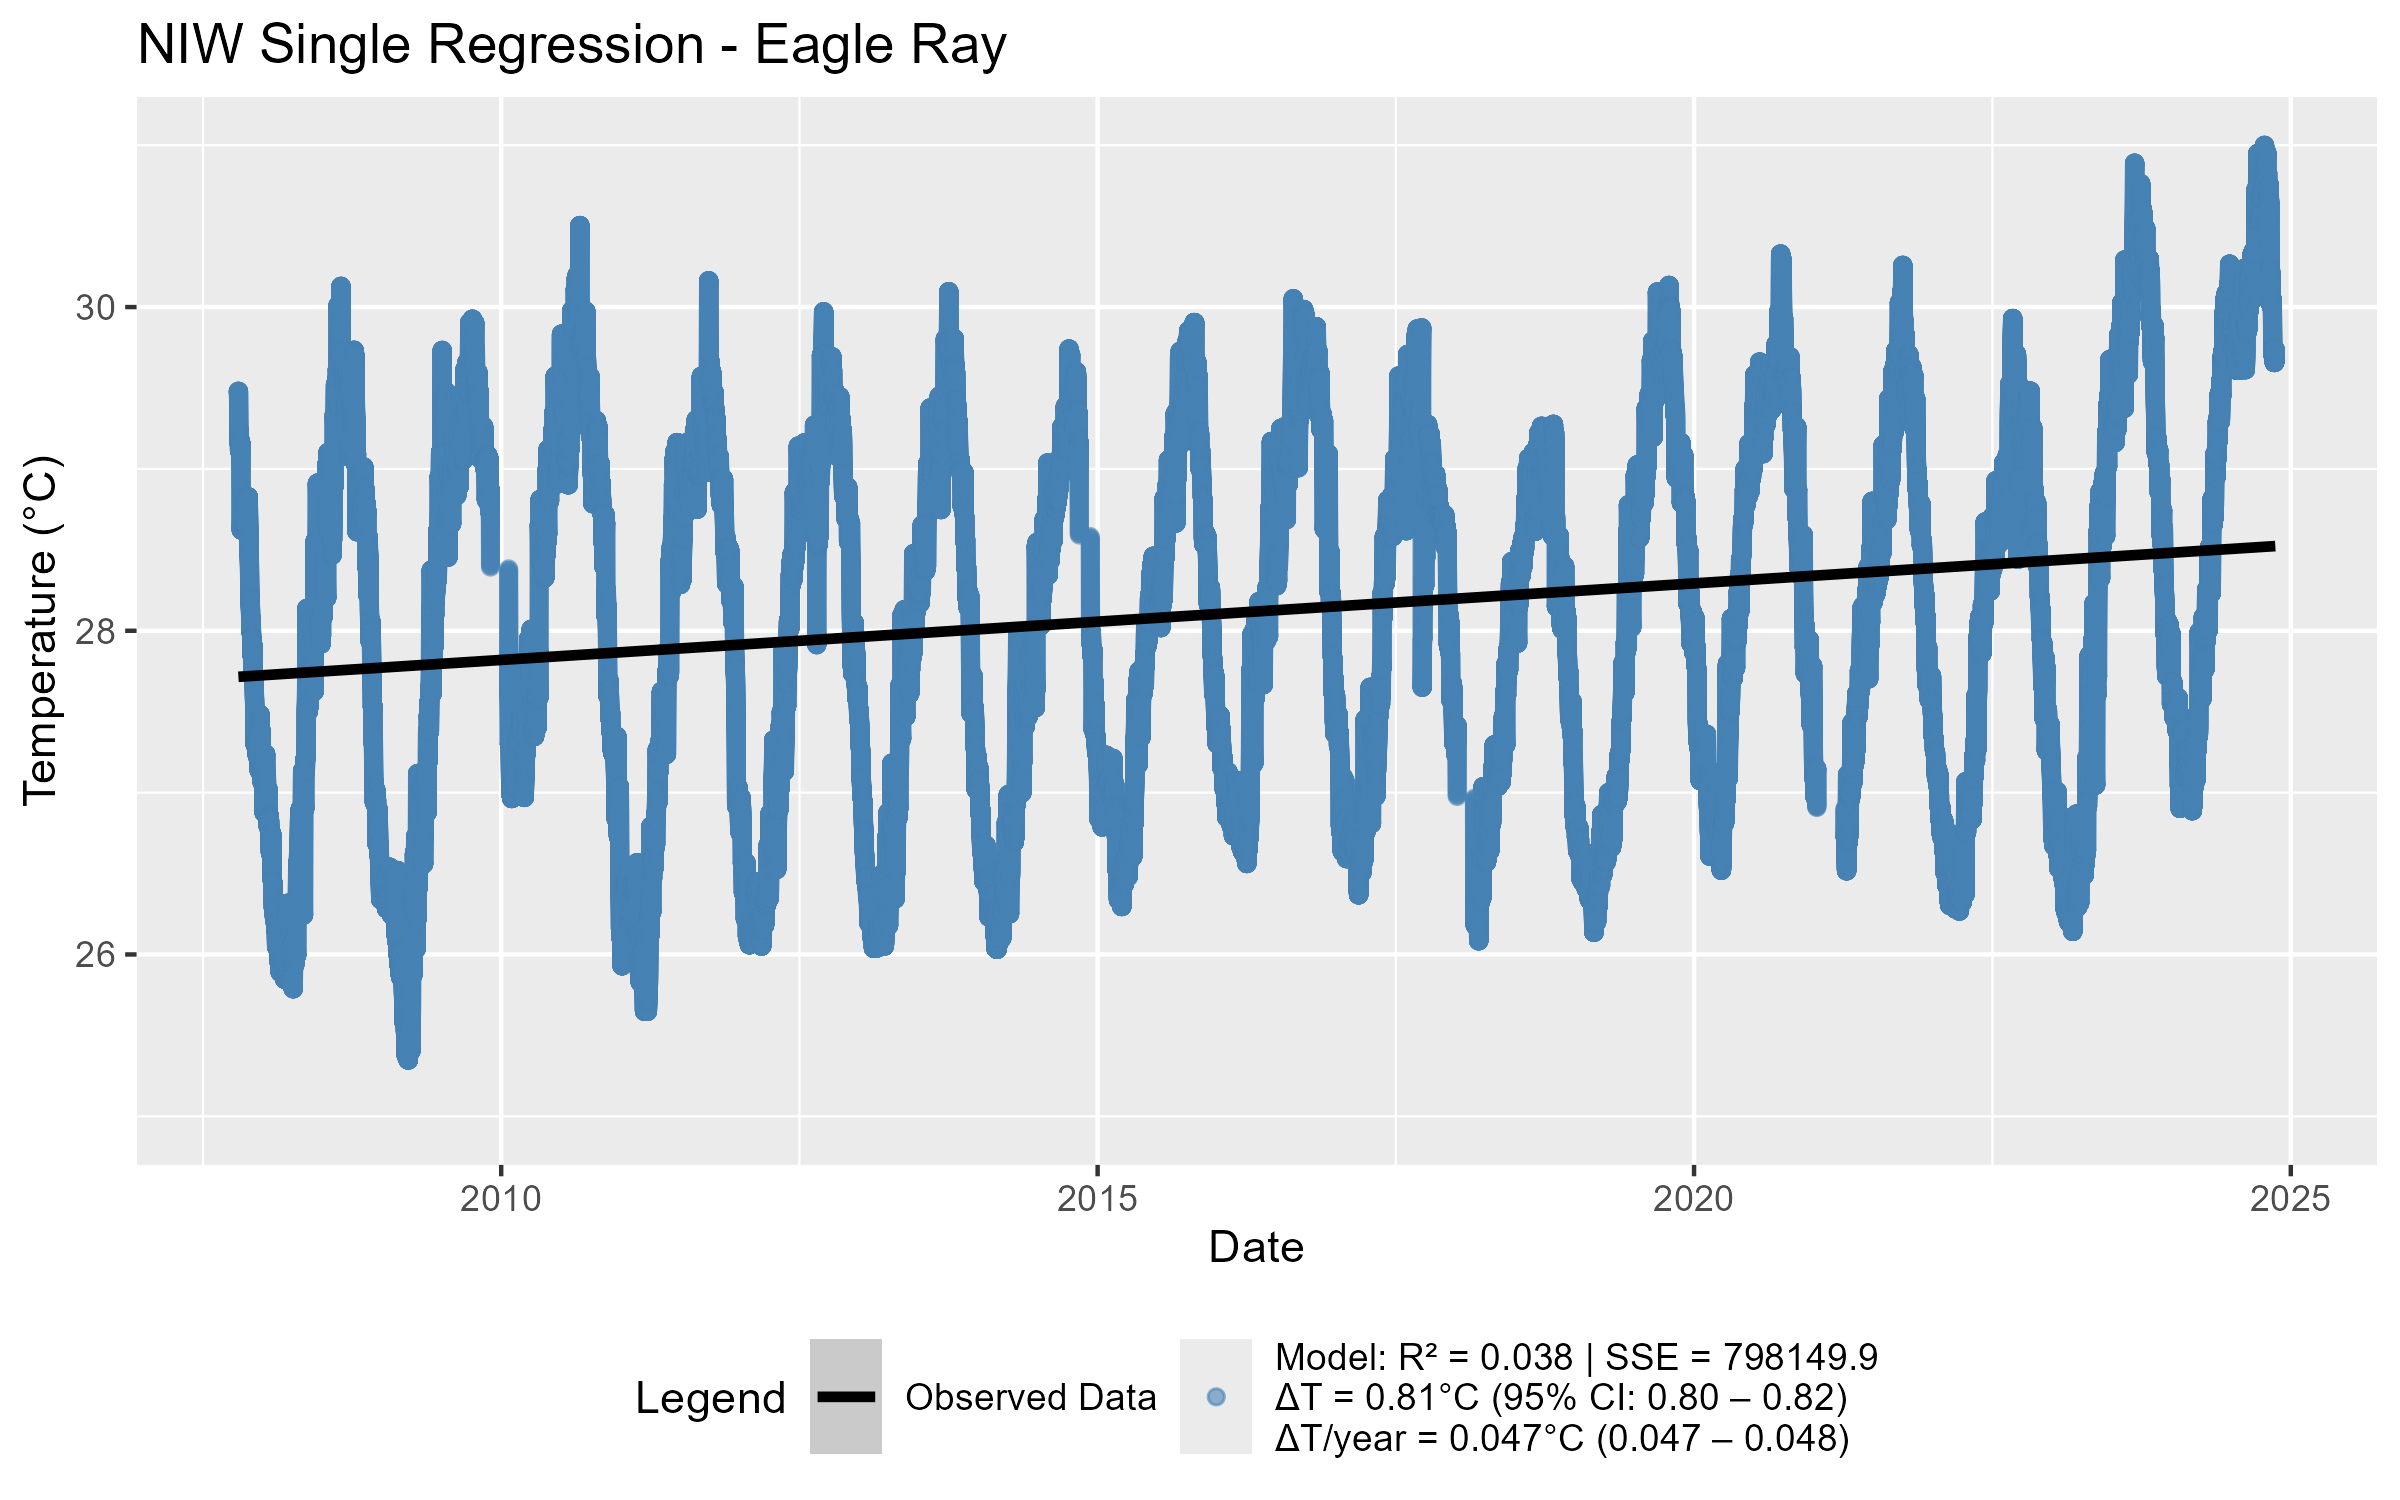 NIW Single Regression - Eagle Ray
Temperature (°C)
30
28
26
2010
2015
2020
2025
Date
Legend
Observed Data
Model: R² = 0.038 | SSE = 798149.9
ΔT = 0.81°C (95% CI: 0.80 – 0.82)
ΔT/year = 0.047°C (0.047 – 0.048)